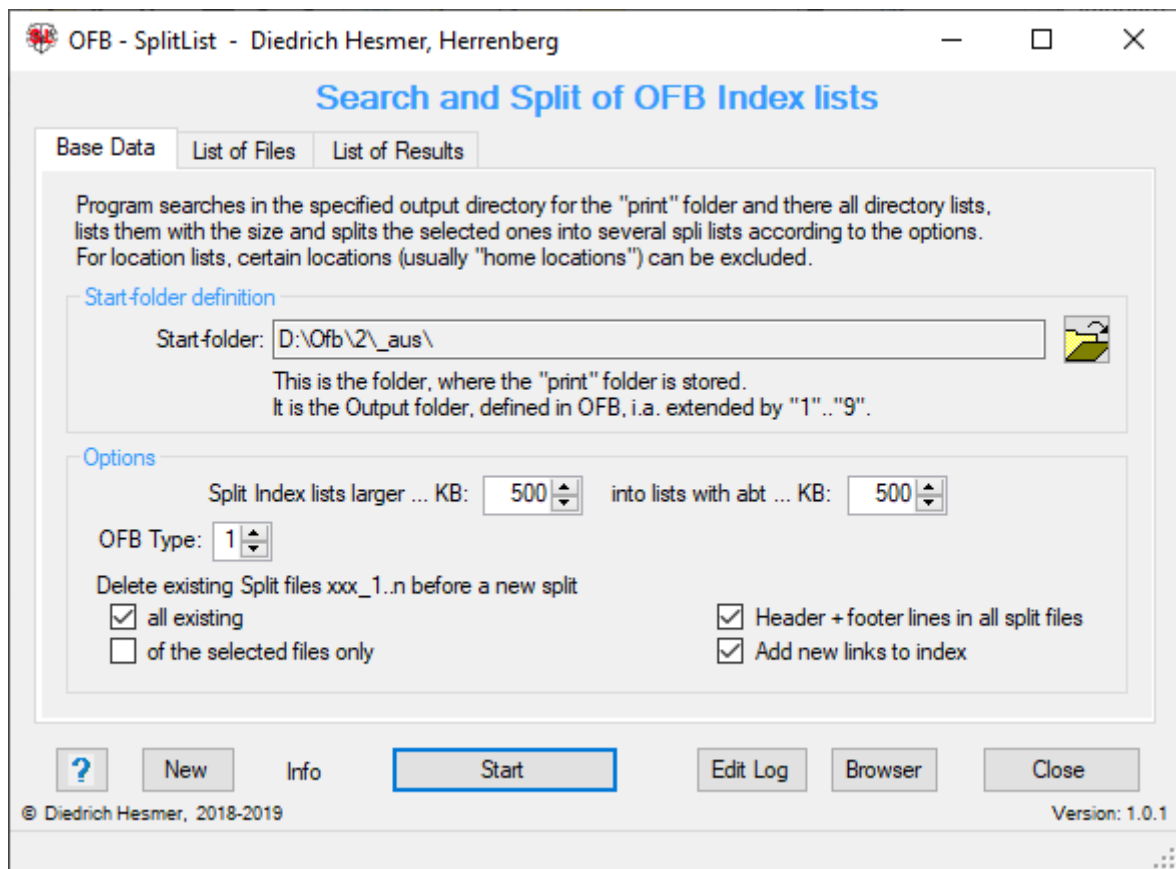 OFB - SplitList - Diedrich Hesmer, Herrenberg
Search and Split of OFB Index lists
Base Data List of Files List of Results
Program searches in the specified output directory for the "print" folder and there all directory lists,
lists them with the size and splits the selected ones into several spli lists according to the options.
For location lists, certain locations (usually "home locations") can be excluded.
Start-folder definition
Start-folder: D:\Ofb\2\_aus\
This is the folder, where the "print" folder is stored.
It is the Output folder, defined in OFB, i.a. extended by "1".."9".
Options
Split Index lists larger ... KB: 500 into lists with abt ... KB: 500
OFB Type: 1
Delete existing Split files xxx_1..n before a new split
all existing Header + footer lines in all split files
of the selected files only Add new links to index
? New Info Start Edit Log Browser Close
© Diedrich Hesmer, 2018-2019 Version: 1.0.1